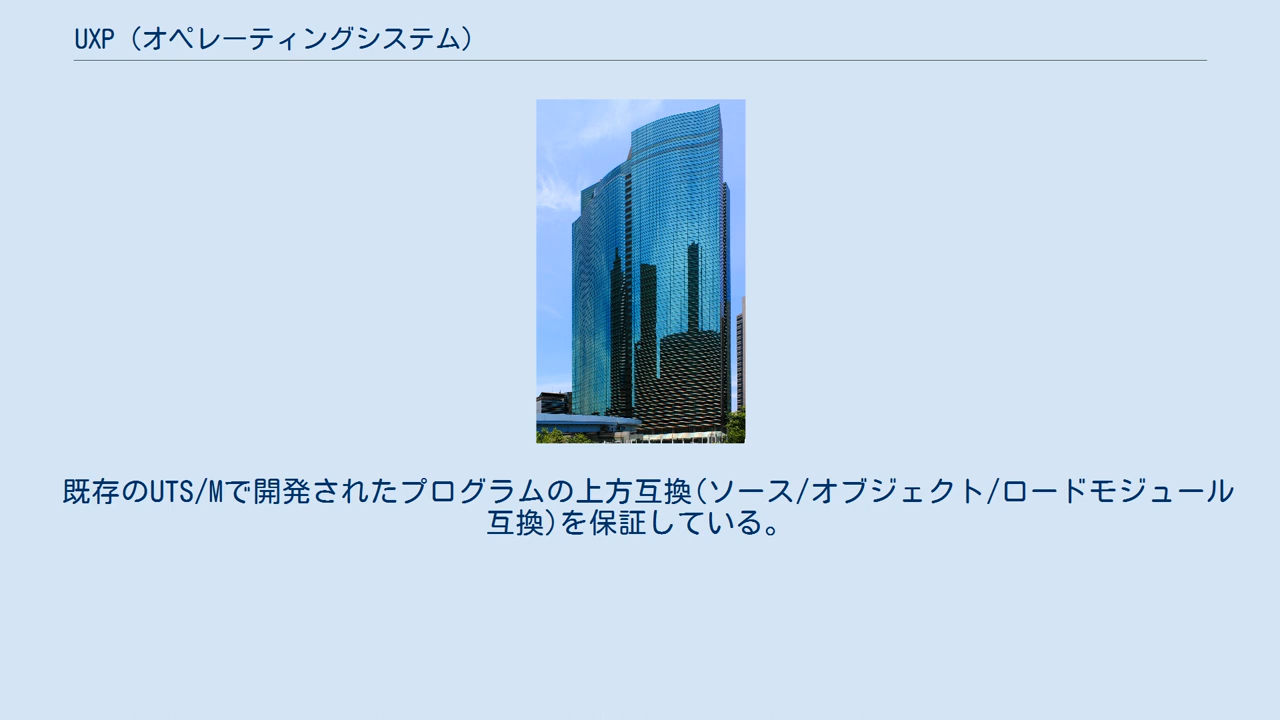 UXP（オペレーティングシステム）
既存のUTS/Mで開発されたプログラムの上方互換(ソース/オブジェクト/ロードモジュール
互換)を保証している。